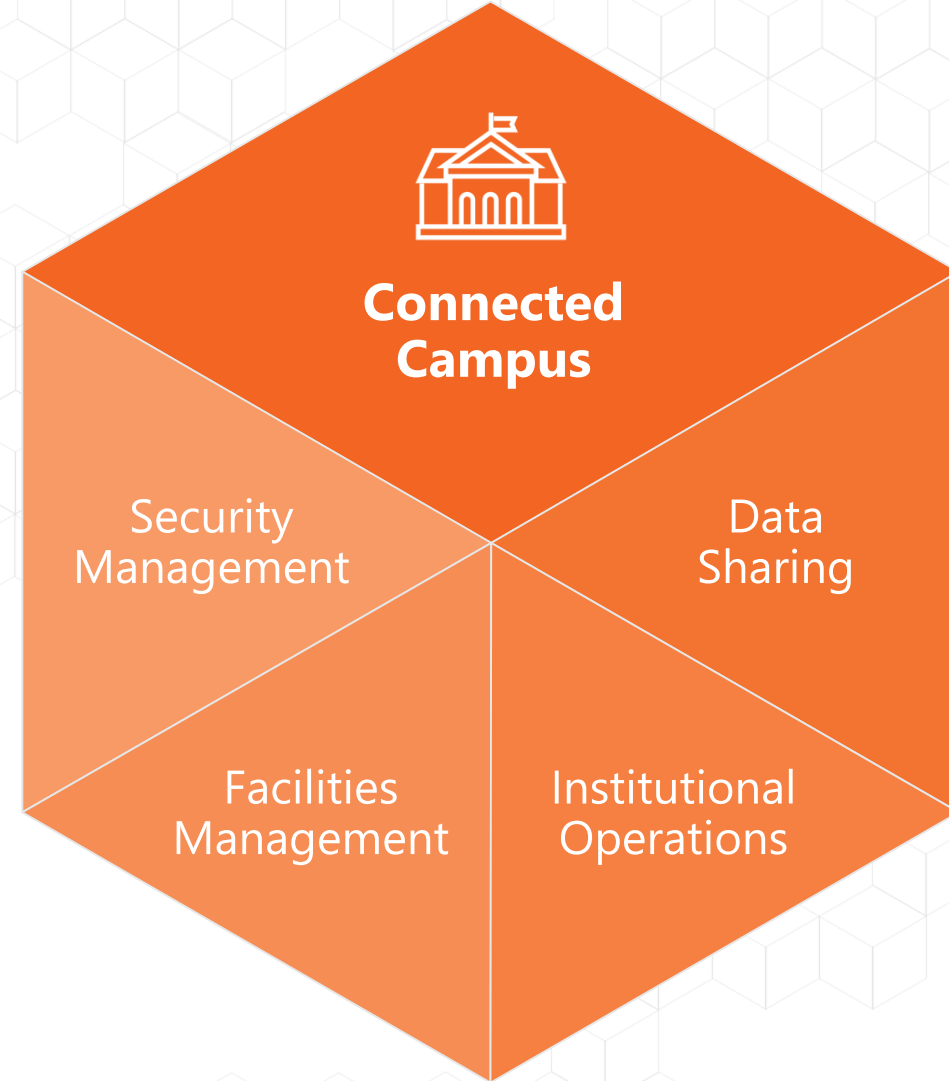 Connected
Campus
Security
Management
Data
Sharing
Facilities
Management
Institutional
Operations